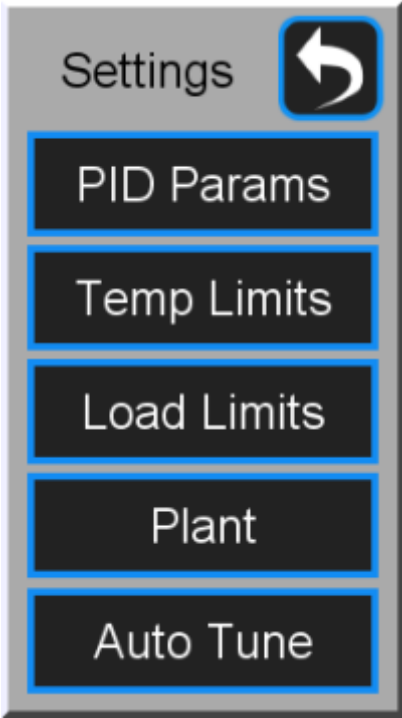 Settings
PID Params
Temp Limits
Load Limits
Plant
Auto Tune